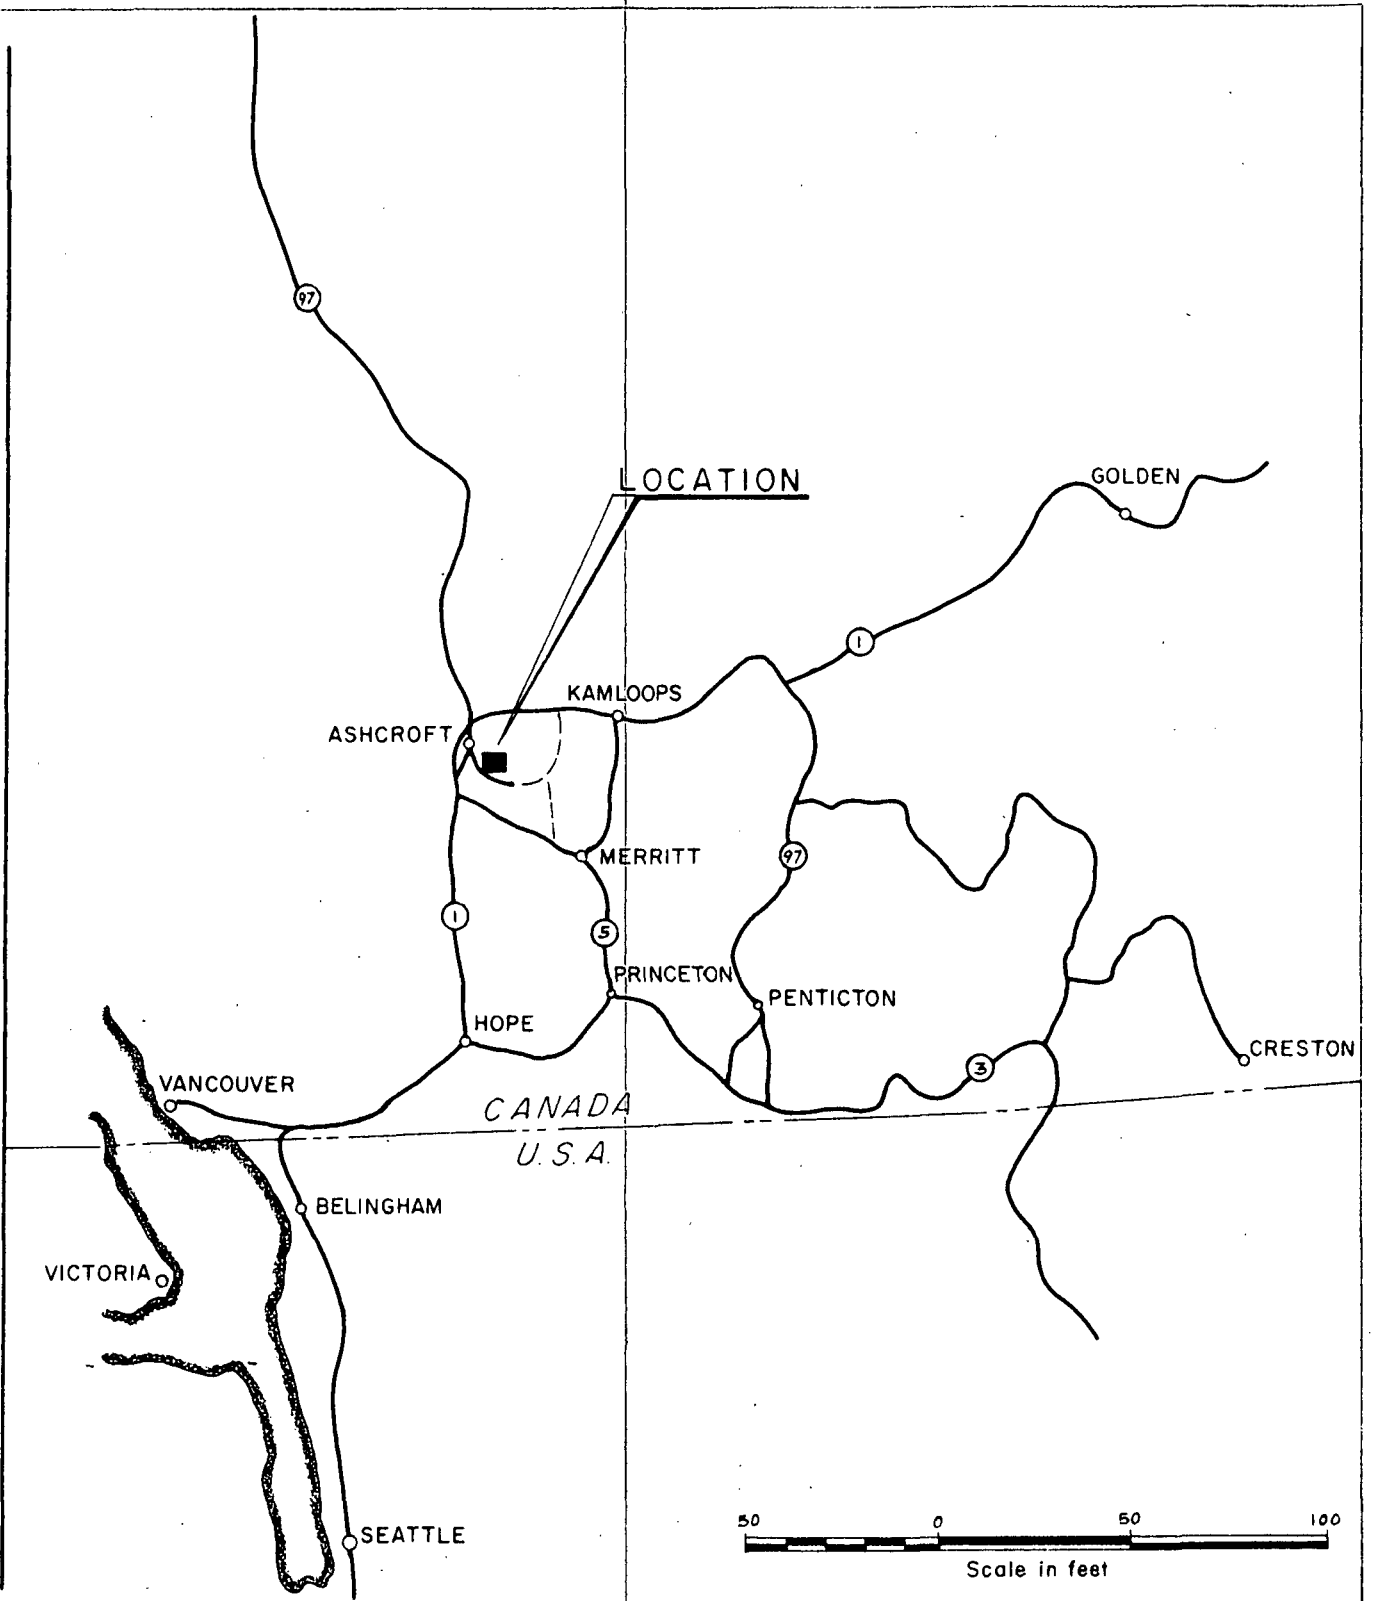 97
LOCATION
GOLDEN
1
KAMLOOPS
ASHCROFT
MERRITT
97
1
5
PRINCETON
PENTICTON
HOPE
CRESTON
3
VANCOUVER
CANADA
U.S.A.
BELINGHAM
VICTORIA
SEATTLE
50 0 50 100
Scale in feet